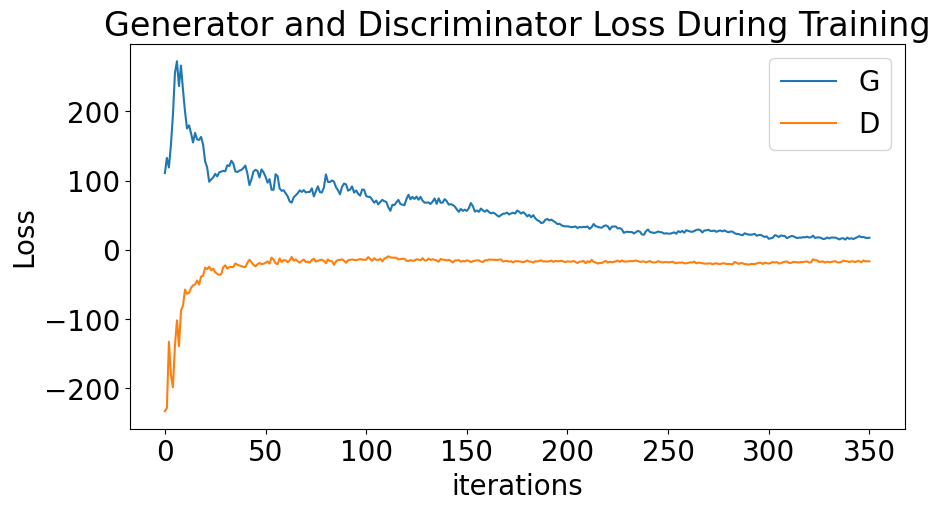 Generator and Discriminator Loss During Training
G
D
200
100
0
−100
−200
Loss
0 50 100 150 200 250 300 350
iterations